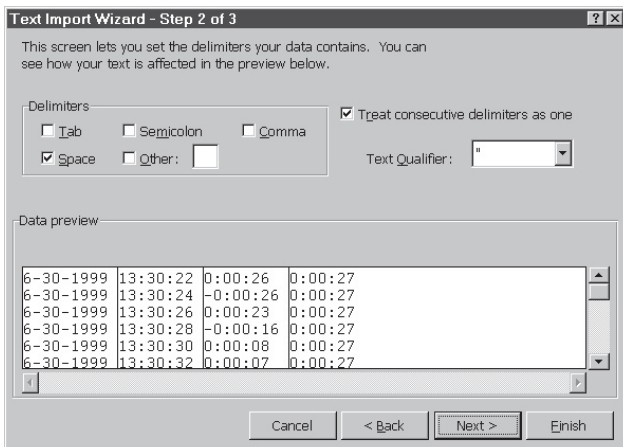 Text Import Wizard - Step 2 of 3
This screen lets you set the delimiters your data contains. You can
see how your text is affected in the preview below.
Delimiters
Tab
Semicolon
Comma
Space
Other:
Treat consecutive delimiters as one
Text Qualifier:
"
Data preview
6-30-1999 13:30:22 0:00:26 0:00:27
6-30-1999 13:30:24 -0:00:26 0:00:27
6-30-1999 13:30:26 0:00:23 0:00:27
6-30-1999 13:30:28 -0:00:16 0:00:27
6-30-1999 13:30:30 0:00:08 0:00:27
6-30-1999 13:30:32 0:00:07 0:00:27
Cancel
< Back
Next >
Finish